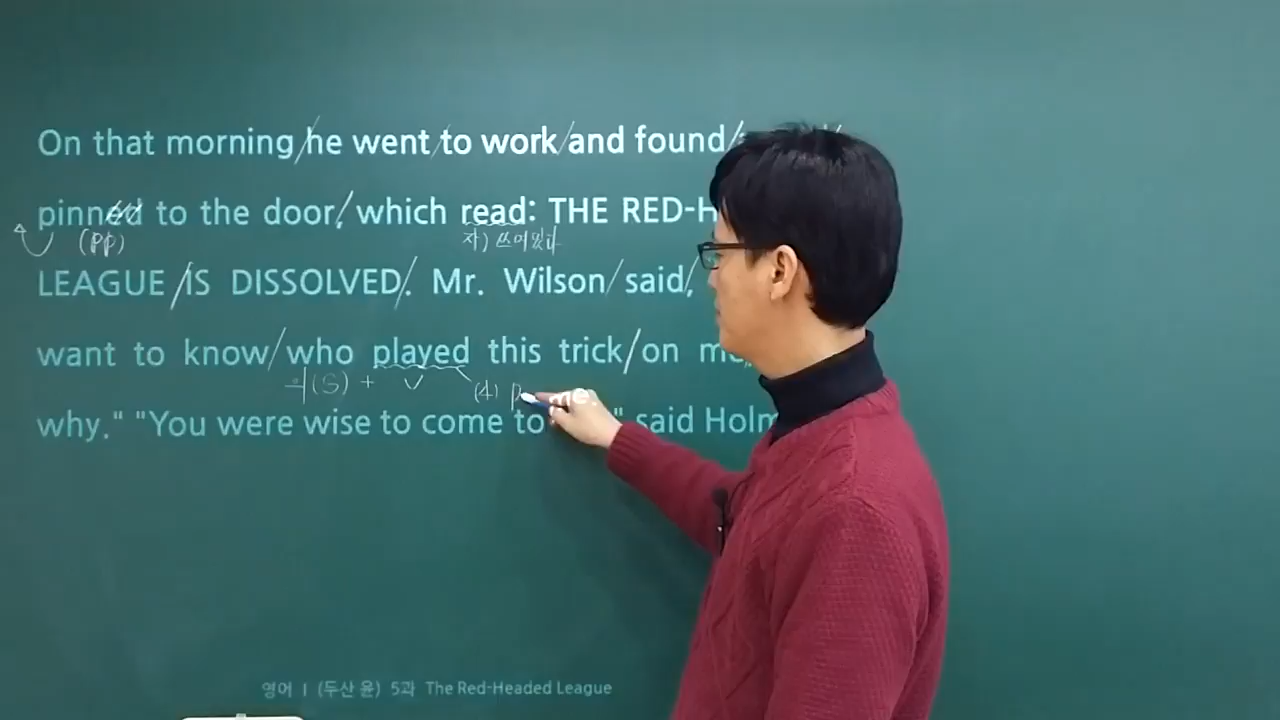 On that morning he went to work and found
pinned to the door, which read: THE RED-H
(pp) 자) 쓰여있다
LEAGUE IS DISSOLVED. Mr. Wilson said,
want to know who played this trick on me,
의(S) + V (4) p
why." "You were wise to come to me." said Holm
영어 I (두산 윤) 5과 The Red-Headed League